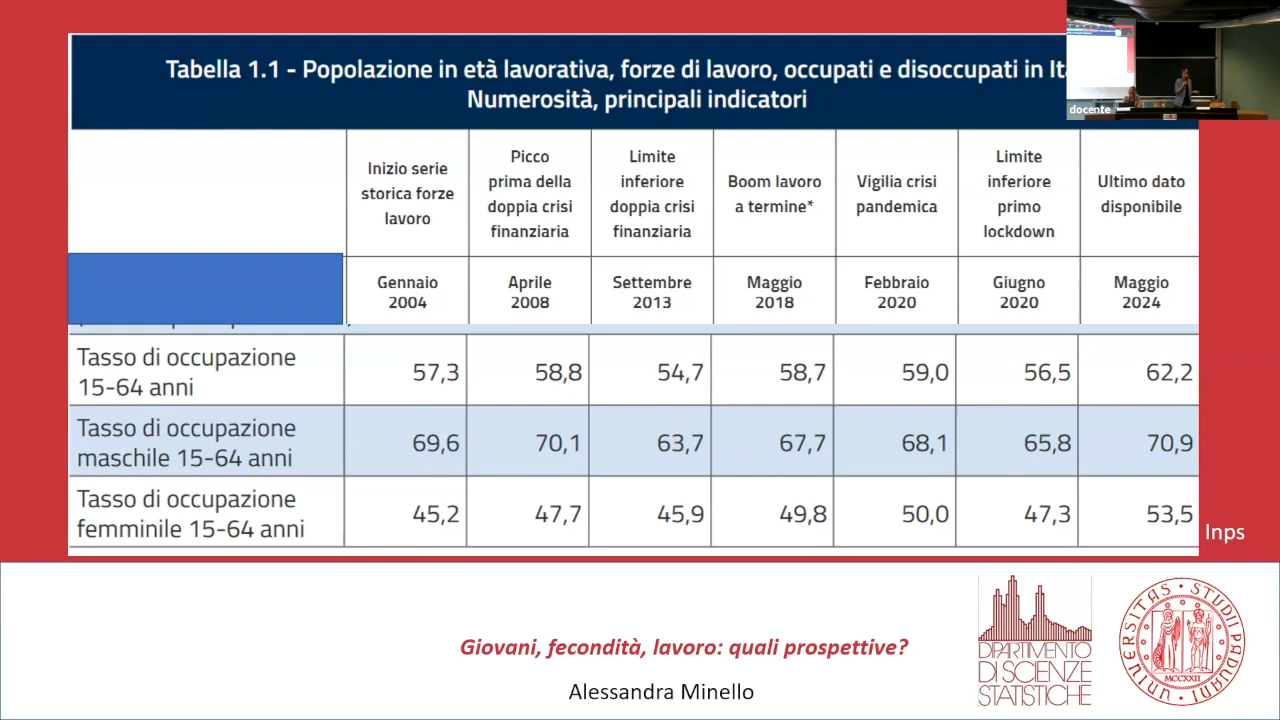 Tabella 1.1 - Popolazione in età lavorativa, forze di lavoro, occupati e disoccupati in
Numerosità, principali indicatori
docente
Inizio serie storica forze lavoro
Picco prima della doppia crisi finanziaria
Limite inferiore doppia crisi finanziaria
Boom lavoro a termine*
Vigilia crisi pandemica
Limite inferiore primo lockdown
Ultimo dato disponibile
Gennaio 2004
Aprile 2008
Settembre 2013
Maggio 2018
Febbraio 2020
Giugno 2020
Maggio 2024
Tasso di occupazione
15-64 anni
57,3 58,8 54,7 58,7 59,0 56,5 62,2
Tasso di occupazione
maschile 15-64 anni
69,6 70,1 63,7 67,7 68,1 65,8 70,9
Tasso di occupazione
femminile 15-64 anni
45,2 47,7 45,9 49,8 50,0 47,3 53,5
Inps
Giovani, fecondità, lavoro: quali prospettive?
Alessandra Minello
DIPARTIMENTO
DI SCIENZE
STATISTICHE
UNIVERSITAS STUDII PADUANI
MCCXXII